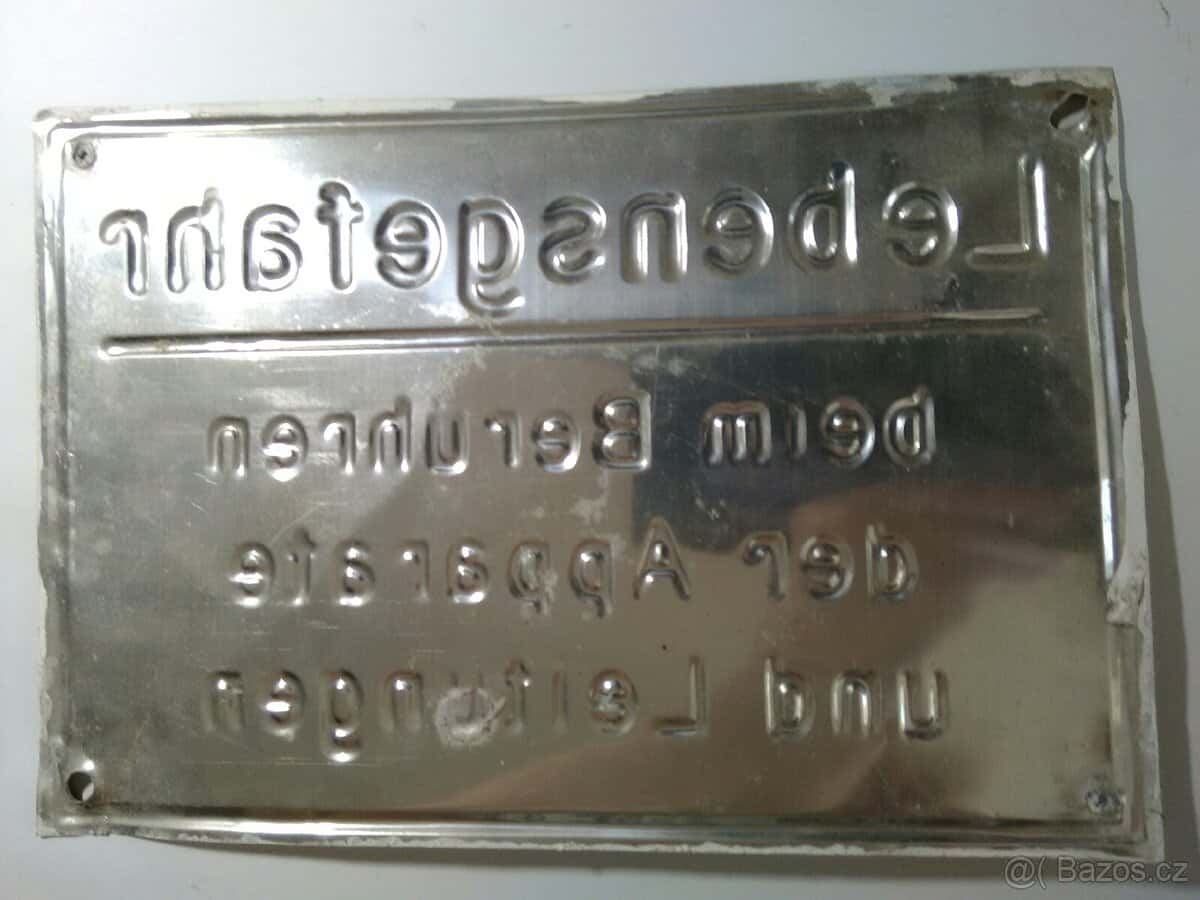 Lebensgefahr
beim Beruhren
der Apparate
und Leitungen
@( Bazos.cz